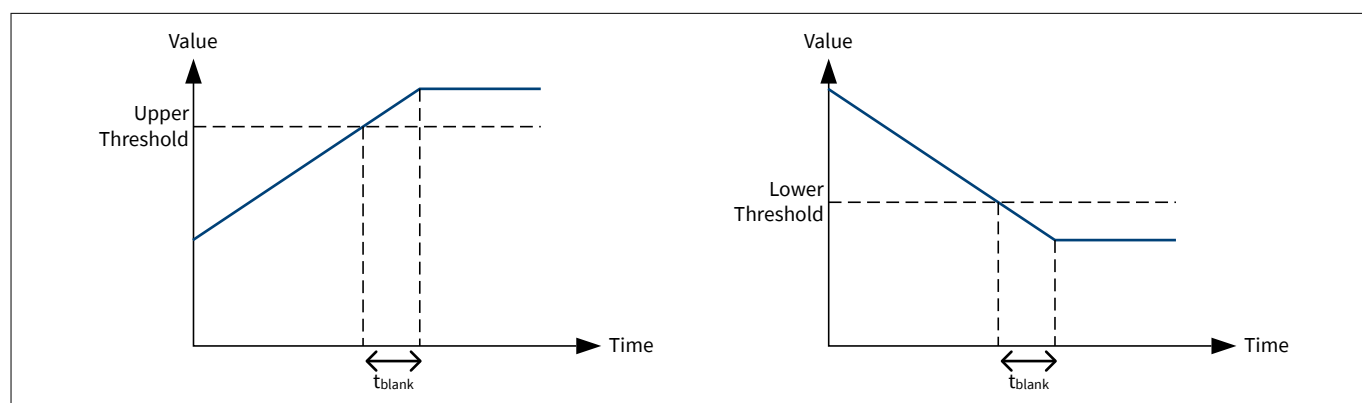 Value
Upper
Threshold
Time
tblank
Value
Lower
Threshold
Time
tblank